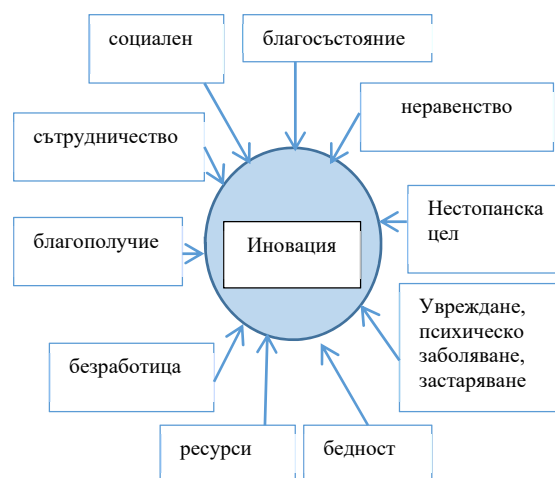 социален
благосъстояние
неравенство
сътрудничество
Нестопанска
цел
благополучие
Иновация
Увреждане,
психическо
заболяване,
застаряване
безработица
ресурси
бедност